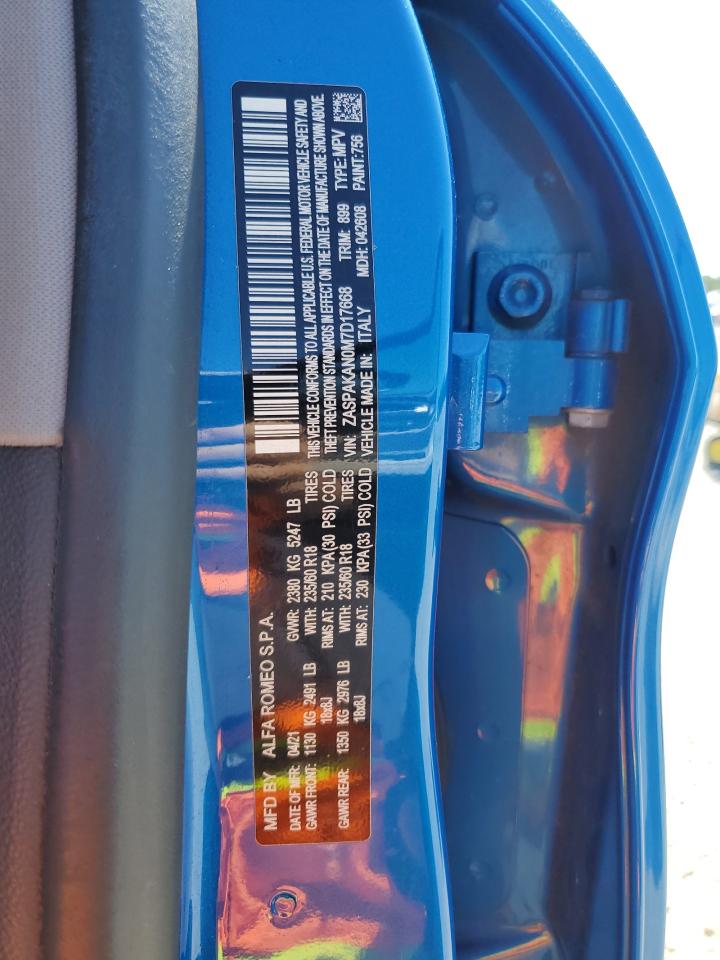 MFD BY ALFA ROMEO S.P.A.
DATE OF MFR: 04/21 GVWR: 2380 KG 5247 LB
GAWR FRONT: 1130 KG 2491 LB WITH: 235/60 R18 TIRES
18x8J RIMS AT: 210 KPA(30 PSI) COLD
GAWR REAR: 1350 KG 2976 LB WITH: 235/60 R18 TIRES
18x8J RIMS AT: 230 KPA(33 PSI) COLD
THIS VEHICLE CONFORMS TO ALL APPLICABLE U.S. FEDERAL MOTOR VEHICLE SAFETY AND
THEFT PREVENTION STANDARDS IN EFFECT ON THE DATE OF MANUFACTURE SHOWN ABOVE.
VIN: ZASPAKAN0M7D17668 TRIM: 899 TYPE: MPV
VEHICLE MADE IN: ITALY MDH: 042608 PAINT: 756